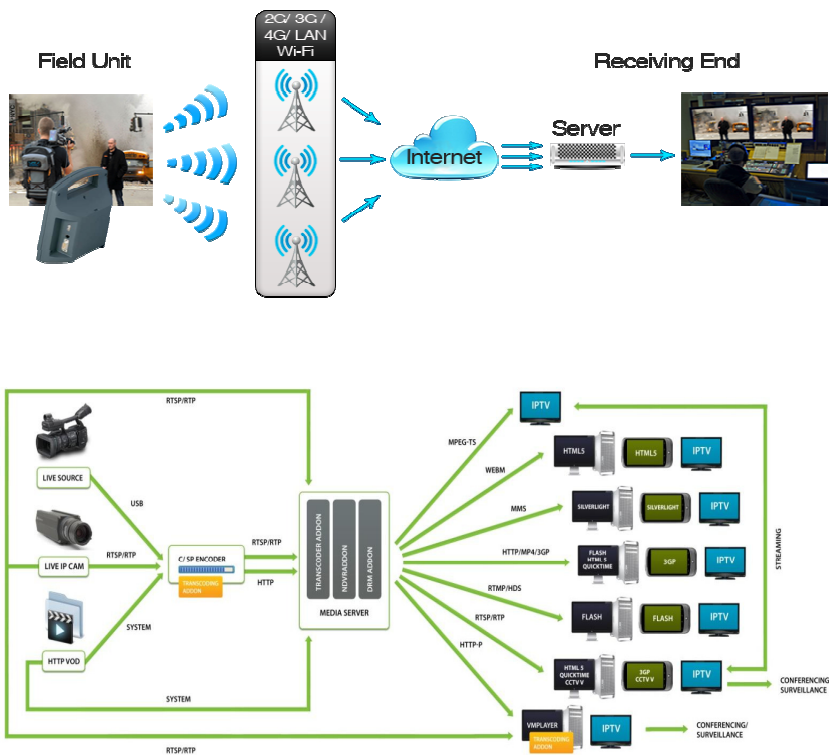 2G/ 3G /
4G/ LAN
Wi-Fi
Field Unit
Receiving End
Internet
Server
RTSP/RTP
LIVE SOURCE
USB
RTSP/RTP
LIVE IP CAM
C/ SP ENCODER
TRANSCODING
ADDON
SYSTEM
HTTP VOD
SYSTEM
RTSP/RTP
RTSP/RTP
HTTP
TRANSCODER ADDON
NDVRADDON
DRM ADDON
MEDIA SERVER
MPEG-TS
IPTV
WEBM
HTML5
HTML5
IPTV
MMS
SILVERLIGHT
SILVERLIGHT
IPTV
HTTP/MP4/3GP
FLASH
HTML 5
QUICKTIME
3GP
IPTV
RTMP/HDS
FLASH
FLASH
IPTV
RTSP/RTP
HTML 5
QUICKTIME
CCTV V
3GP
CCTV V
IPTV
STREAMING
CONFERENCING
SURVEILLANCE
HTTP-P
VMPLAYER
TRANSCODING
ADDON
IPTV
CONFERENCING/
SURVEILLANCE